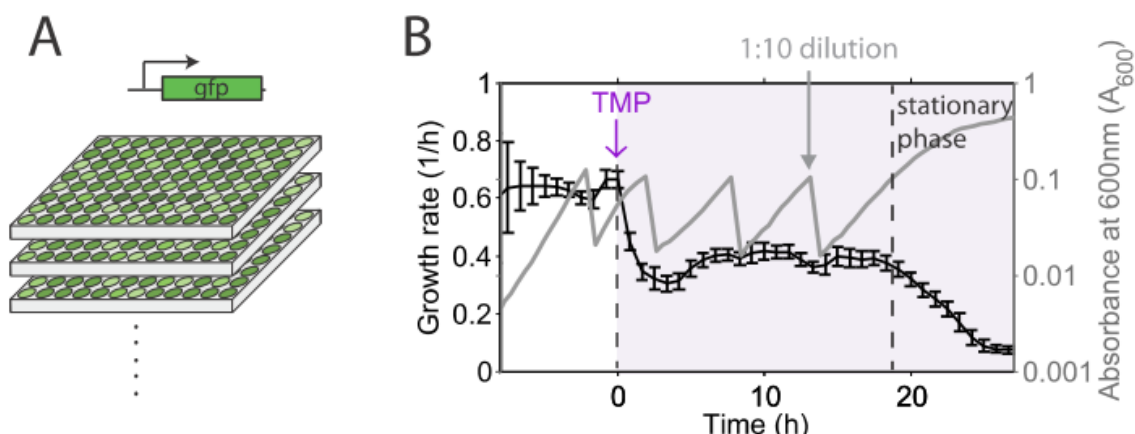 A
gfp
B
1:10 dilution
TMP
stationary
phase
Growth rate (1/h)
1
0.8
0.6
0.4
0.2
0
0
10
20
Time (h)
1
0.1
0.01
0.001
Absorbance at 600nm (A600)